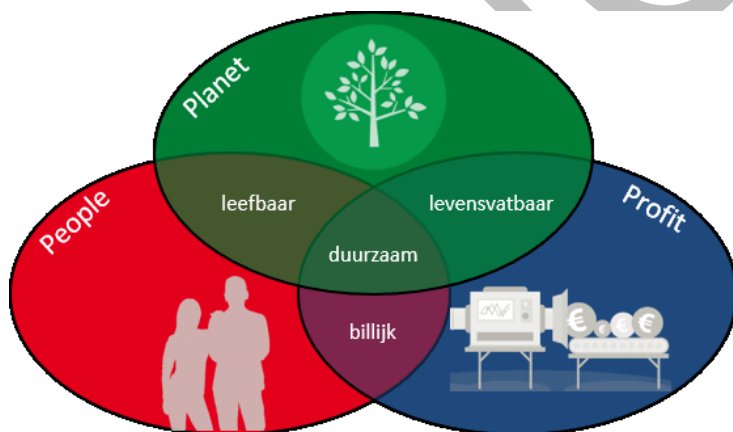 Planet
People
leefbaar
levensvatbaar
Profit
duurzaam
billijk
€ € € €